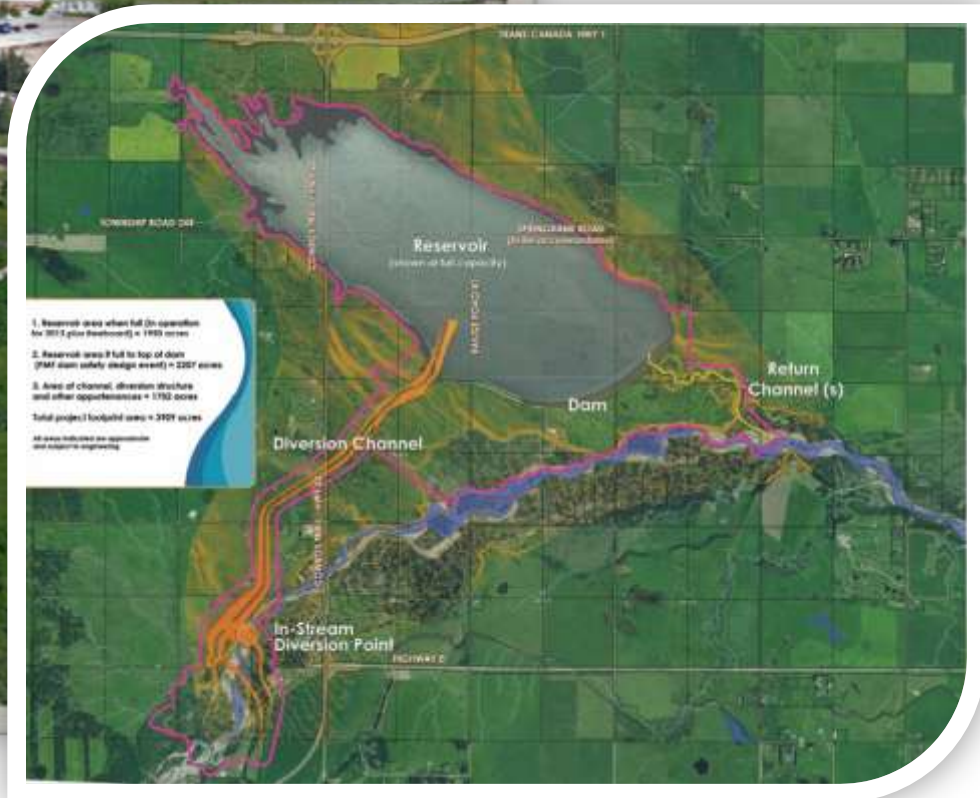 TRANS-CANADA HWY 1
TOWNSHIP ROAD 244
SPRINGBANK ROAD
Reservoir
(shown at full capacity)
RANGE ROAD 40
1. Reservoir area when full (in operation
for 2013 plus freeboard) = 1950 acres
2. Reservoir area if full to top of dam
(PMF dam safety design event) = 2207 acres
3. Area of channel, diversion structure
and other appurtenances = 1702 acres
Total project footprint area = 3909 acres
All areas indicated are approximate
and subject to engineering
Return
Channel (s)
Dam
Diversion Channel
In-Stream
Diversion Point
HIGHWAY 8